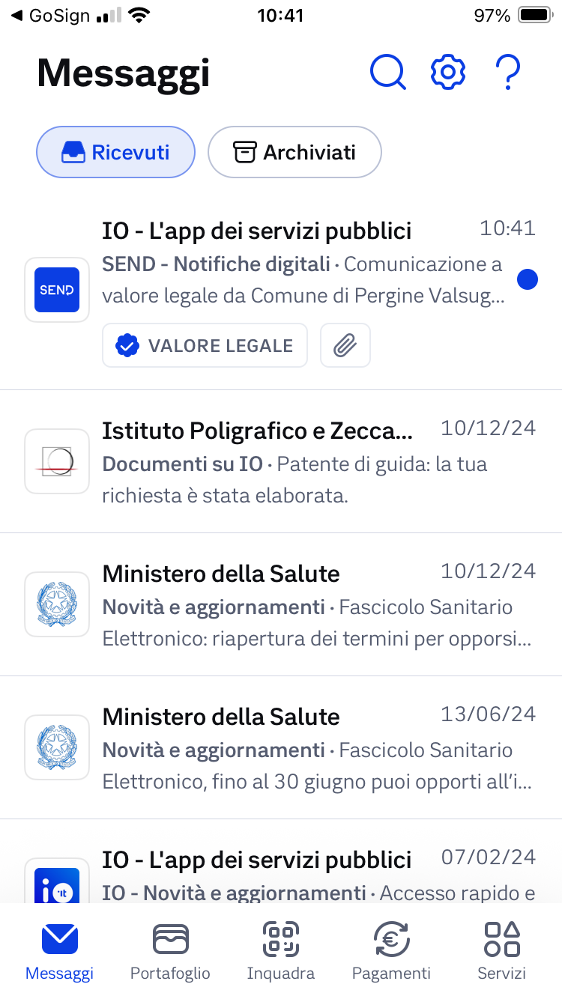 GoSign
10:41
97%
Messaggi
Ricevuti
Archiviati
IO - L'app dei servizi pubblici
10:41
SEND
SEND - Notifiche digitali · Comunicazione a
valore legale da Comune di Pergine Valsug...
VALORE LEGALE
Istituto Poligrafico e Zecca...
10/12/24
Documenti su IO · Patente di guida: la tua
richiesta è stata elaborata.
Ministero della Salute
10/12/24
Novità e aggiornamenti · Fascicolo Sanitario
Elettronico: riapertura dei termini per opporsi...
Ministero della Salute
13/06/24
Novità e aggiornamenti · Fascicolo Sanitario
Elettronico, fino al 30 giugno puoi opporti all’i...
IO - L'app dei servizi pubblici
07/02/24
io
it
IO - Novità e aggiornamenti · Accesso rapido e
Messaggi
Portafoglio
Inquadra
Pagamenti
Servizi